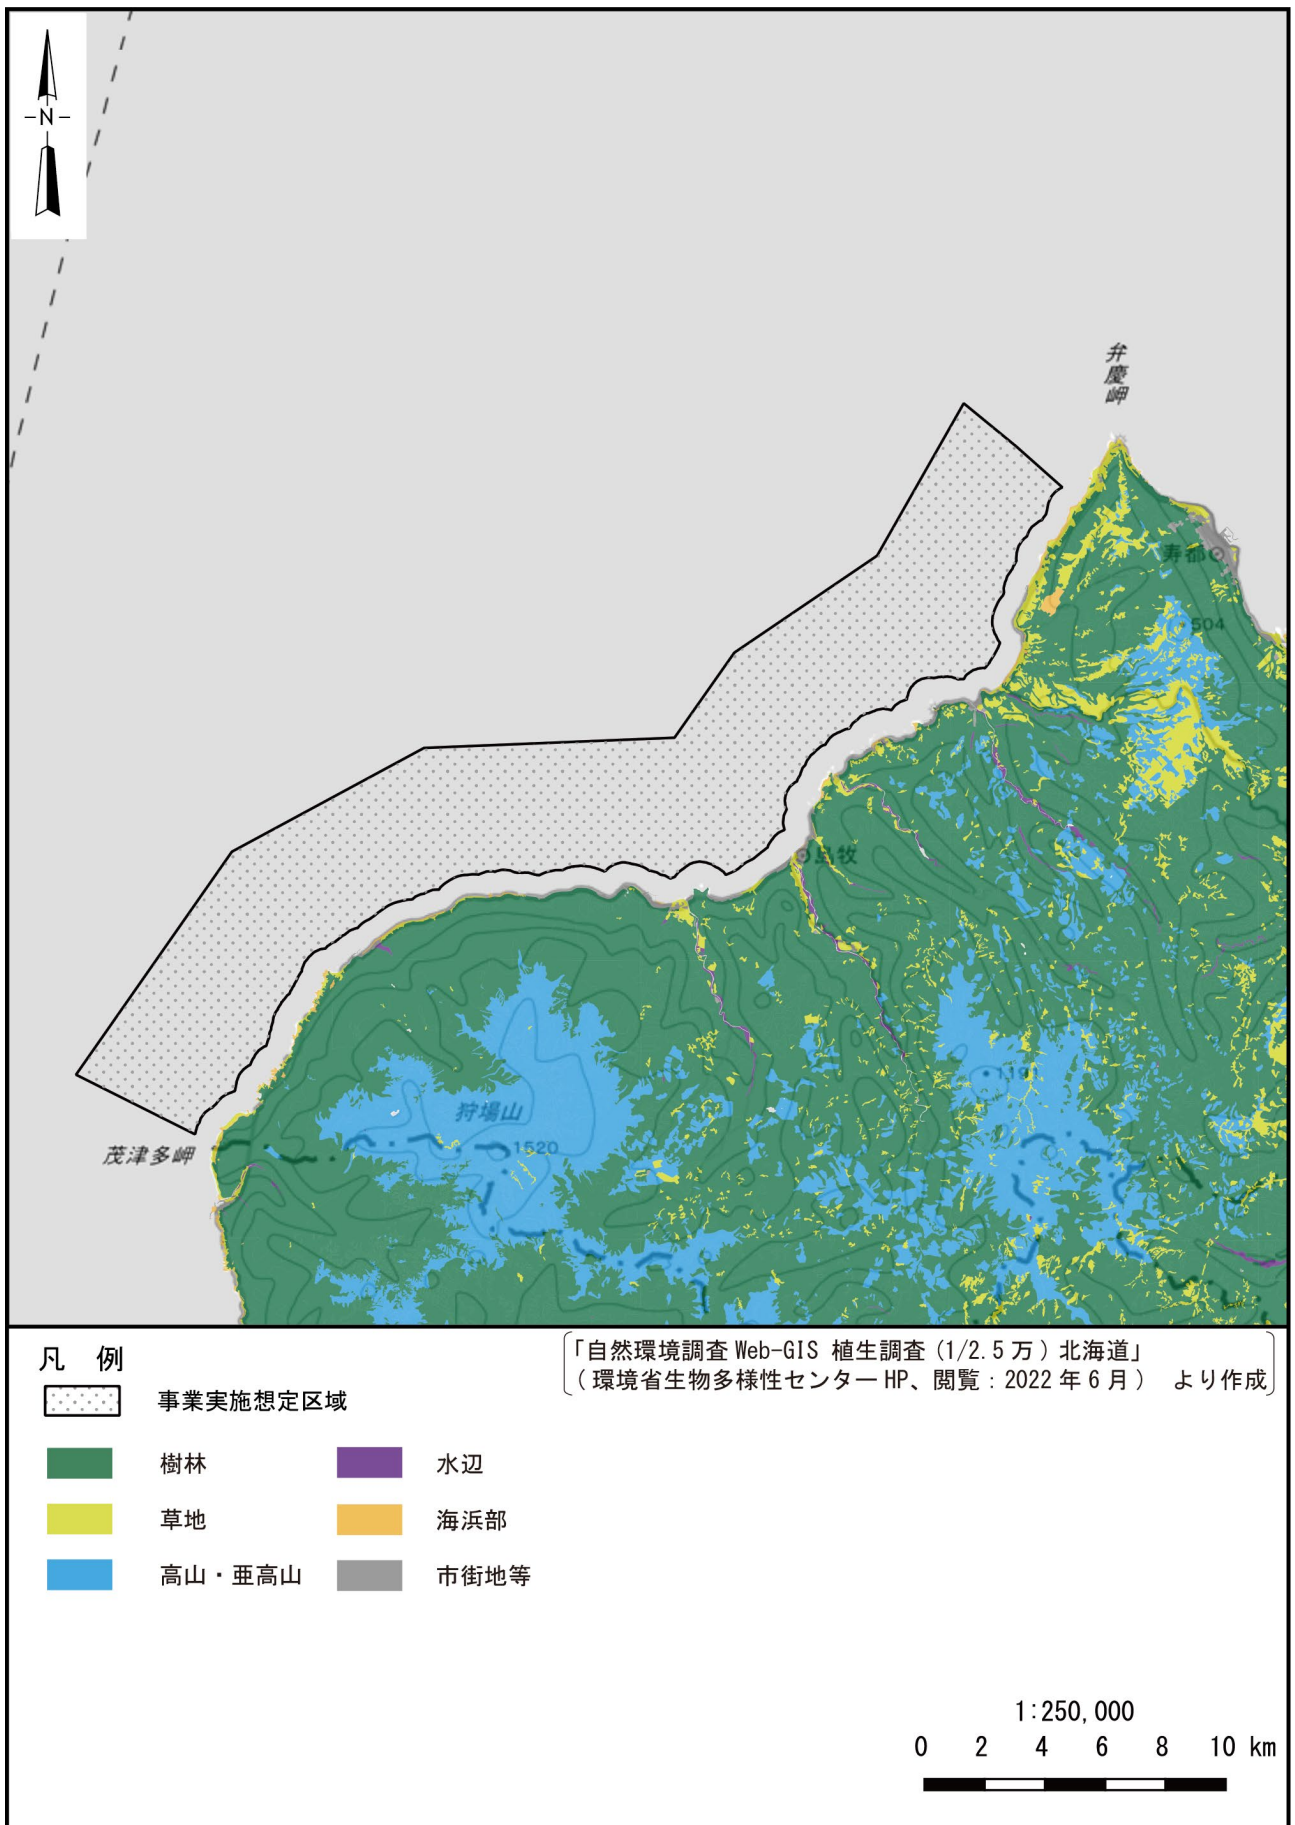 N
弁慶岬
寿都
504
島牧
狩場山
1520
茂津多岬
凡 例
「自然環境調査 Web-GIS 植生調査 (1/2.5 万) 北海道」
(環境省生物多様性センター HP、閲覧：2022 年 6 月) より作成
事業実施想定区域
樹林
水辺
草地
海浜部
高山・亜高山
市街地等
1:250,000
0 2 4 6 8 10 km